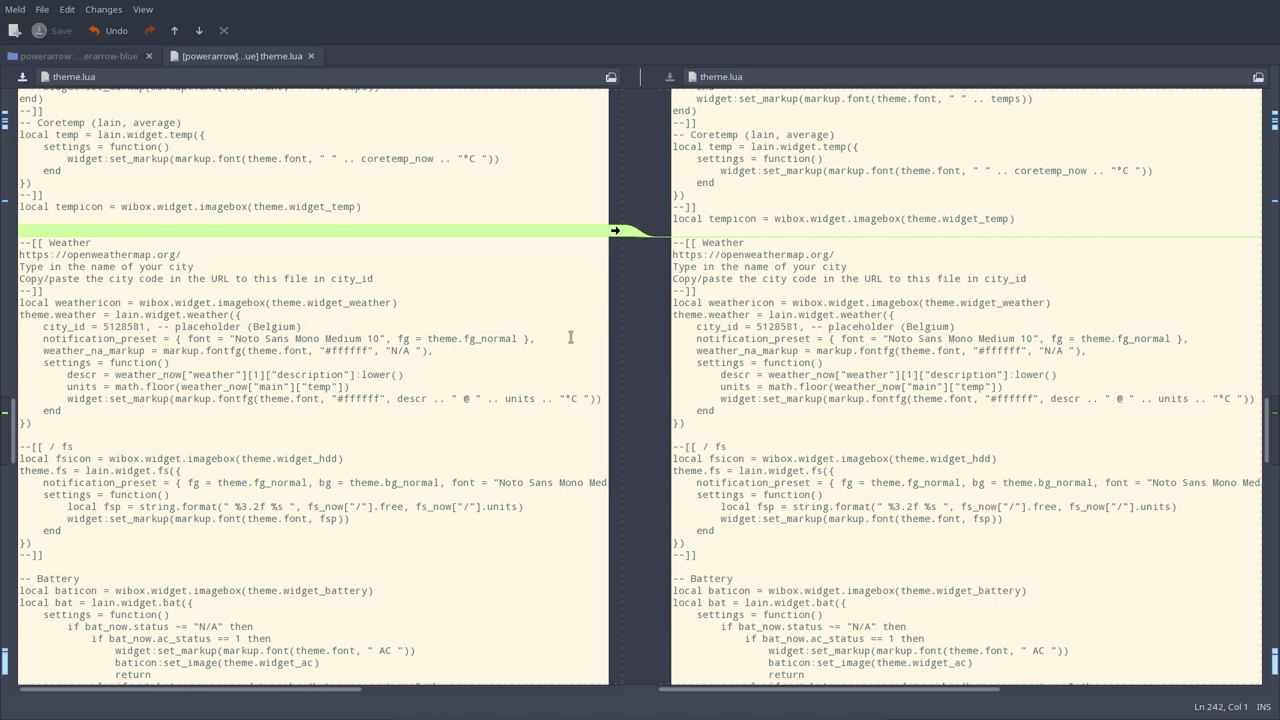 Meld File Edit Changes View
Save Undo
powerarrow : ...erarrow-blue [powerarrow]...ue] theme.lua
theme.lua
end)
--]]
-- Coretemp (lain, average)
local temp = lain.widget.temp({
    settings = function()
        widget:set_markup(markup.font(theme.font, " " .. coretemp_now .. "°C "))
    end
})
--]]
local tempicon = wibox.widget.imagebox(theme.widget_temp)
--[[ Weather
https://openweathermap.org/
Type in the name of your city
Copy/paste the city code in the URL to this file in city_id
--]]
local weathericon = wibox.widget.imagebox(theme.widget_weather)
theme.weather = lain.widget.weather({
    city_id = 5128581, -- placeholder (Belgium)
    notification_preset = { font = "Noto Sans Mono Medium 10", fg = theme.fg_normal },
    weather_na_markup = markup.fontfg(theme.font, "#ffffff", "N/A "),
    settings = function()
        descr = weather_now["weather"][1]["description"]:lower()
        units = math.floor(weather_now["main"]["temp"])
        widget:set_markup(markup.fontfg(theme.font, "#ffffff", descr .. " @ " .. units .. "°C "))
    end
})
--[[ / fs
local fsicon = wibox.widget.imagebox(theme.widget_hdd)
theme.fs = lain.widget.fs({
    notification_preset = { fg = theme.fg_normal, bg = theme.bg_normal, font = "Noto Sans Mono Med
    settings = function()
        local fsp = string.format(" %3.2f %s ", fs_now["/"].free, fs_now["/"].units)
        widget:set_markup(markup.font(theme.font, fsp))
    end
})
--]]
-- Battery
local baticon = wibox.widget.imagebox(theme.widget_battery)
local bat = lain.widget.bat({
    settings = function()
        if bat_now.status ~= "N/A" then
            if bat_now.ac_status == 1 then
                widget:set_markup(markup.font(theme.font, " AC "))
                baticon:set_image(theme.widget_ac)
                return
theme.lua
        widget:set_markup(markup.font(theme.font, " " .. temps))
end)
--]]
-- Coretemp (lain, average)
local temp = lain.widget.temp({
    settings = function()
        widget:set_markup(markup.font(theme.font, " " .. coretemp_now .. "°C "))
    end
})
--]]
local tempicon = wibox.widget.imagebox(theme.widget_temp)
--[[ Weather
https://openweathermap.org/
Type in the name of your city
Copy/paste the city code in the URL to this file in city_id
--]]
local weathericon = wibox.widget.imagebox(theme.widget_weather)
theme.weather = lain.widget.weather({
    city_id = 5128581, -- placeholder (Belgium)
    notification_preset = { font = "Noto Sans Mono Medium 10", fg = theme.fg_normal },
    weather_na_markup = markup.fontfg(theme.font, "#ffffff", "N/A "),
    settings = function()
        descr = weather_now["weather"][1]["description"]:lower()
        units = math.floor(weather_now["main"]["temp"])
        widget:set_markup(markup.fontfg(theme.font, "#ffffff", descr .. " @ " .. units .. "°C "))
    end
})
--[[ / fs
local fsicon = wibox.widget.imagebox(theme.widget_hdd)
theme.fs = lain.widget.fs({
    notification_preset = { fg = theme.fg_normal, bg = theme.bg_normal, font = "Noto Sans Mono Med
    settings = function()
        local fsp = string.format(" %3.2f %s ", fs_now["/"].free, fs_now["/"].units)
        widget:set_markup(markup.font(theme.font, fsp))
    end
})
--]]
-- Battery
local baticon = wibox.widget.imagebox(theme.widget_battery)
local bat = lain.widget.bat({
    settings = function()
        if bat_now.status ~= "N/A" then
            if bat_now.ac_status == 1 then
                widget:set_markup(markup.font(theme.font, " AC "))
                baticon:set_image(theme.widget_ac)
                return
Ln 242, Col 1 INS